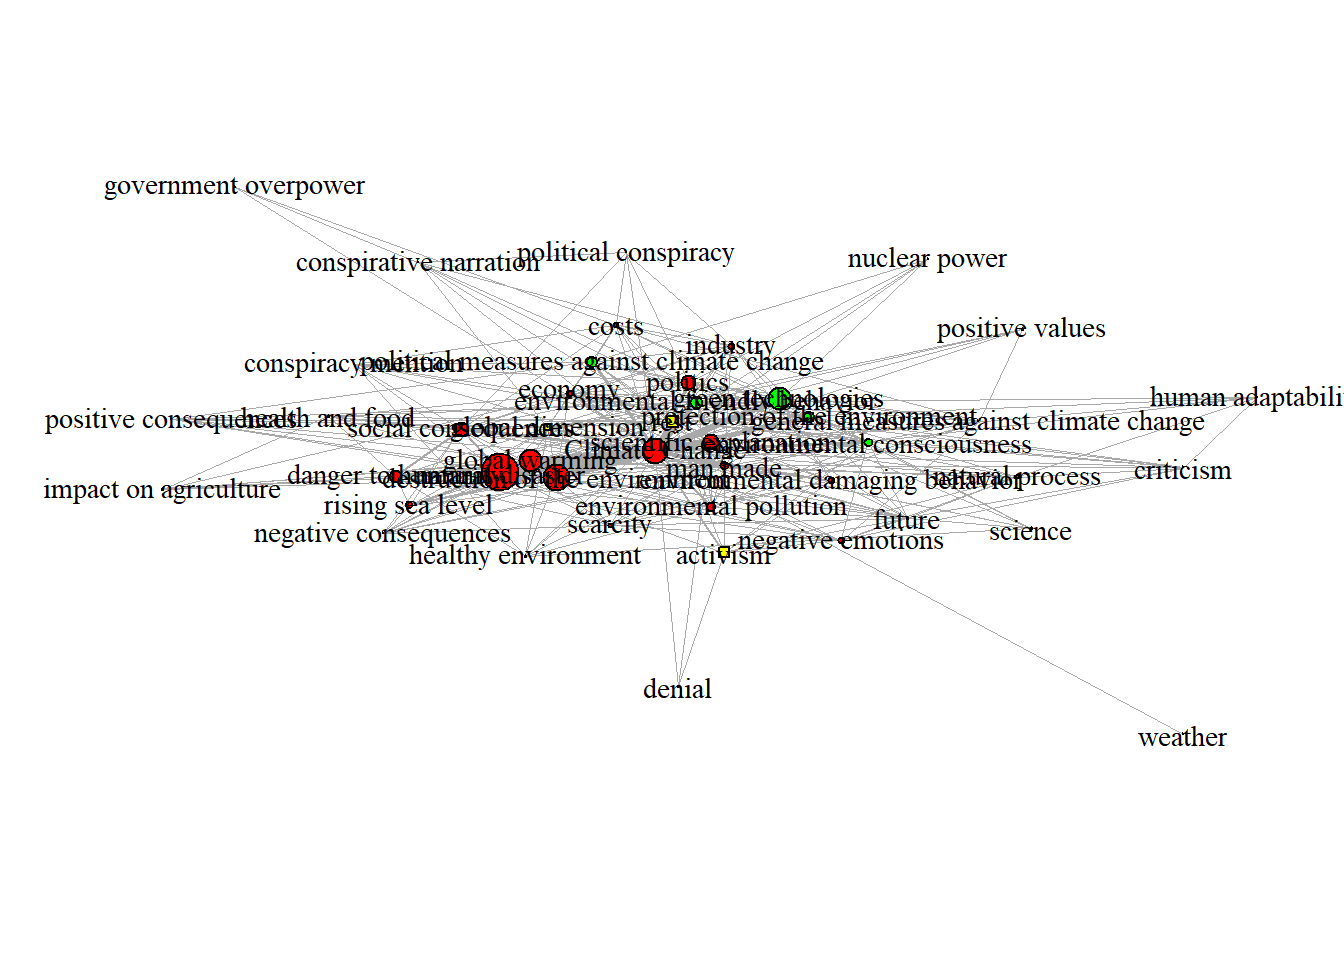 government overpower
political conspiracy
conspirative narration
nuclear power
costs
positive values
industry
political measures against climate change
conspiracy mention
politics
economy
human adaptabili
green technologies
environmental friendly behavior
protection of the environment
positive consequences
health and food
general measures against climate change
social consequences
global dimension
scientific explanation
environmental consciousness
Climate Change
global warming
man made
criticism
danger to humanity
natural disaster
destruction of the environment
environmental damaging behavior
natural process
impact on agriculture
rising sea level
environmental pollution
future
scarcity
science
negative consequences
negative emotions
healthy environment
activism
denial
weather